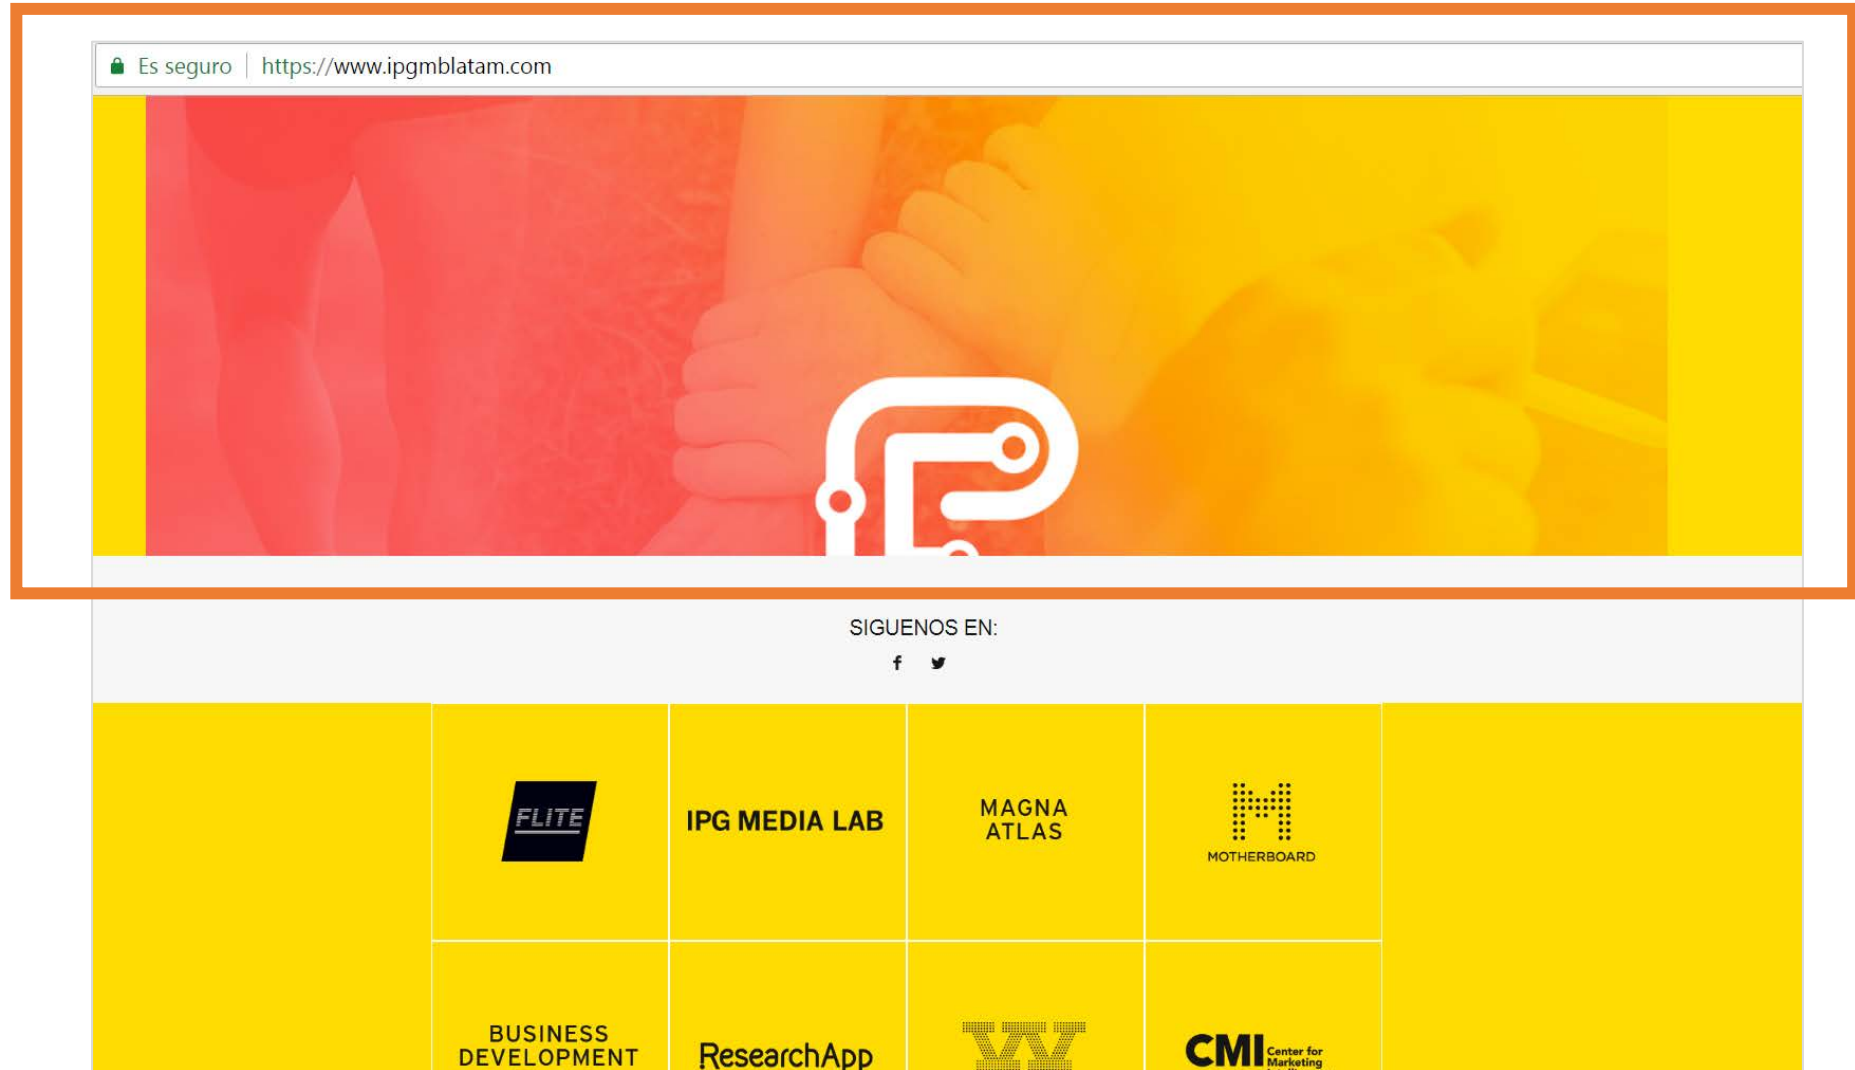 Es seguro | https://www.ipgmblatam.com
SIGUENOS EN:
FLITE
IPG MEDIA LAB
MAGNA
ATLAS
MOTHERBOARD
BUSINESS
DEVELOPMENT
ResearchApp
CMI Center for
Marketing